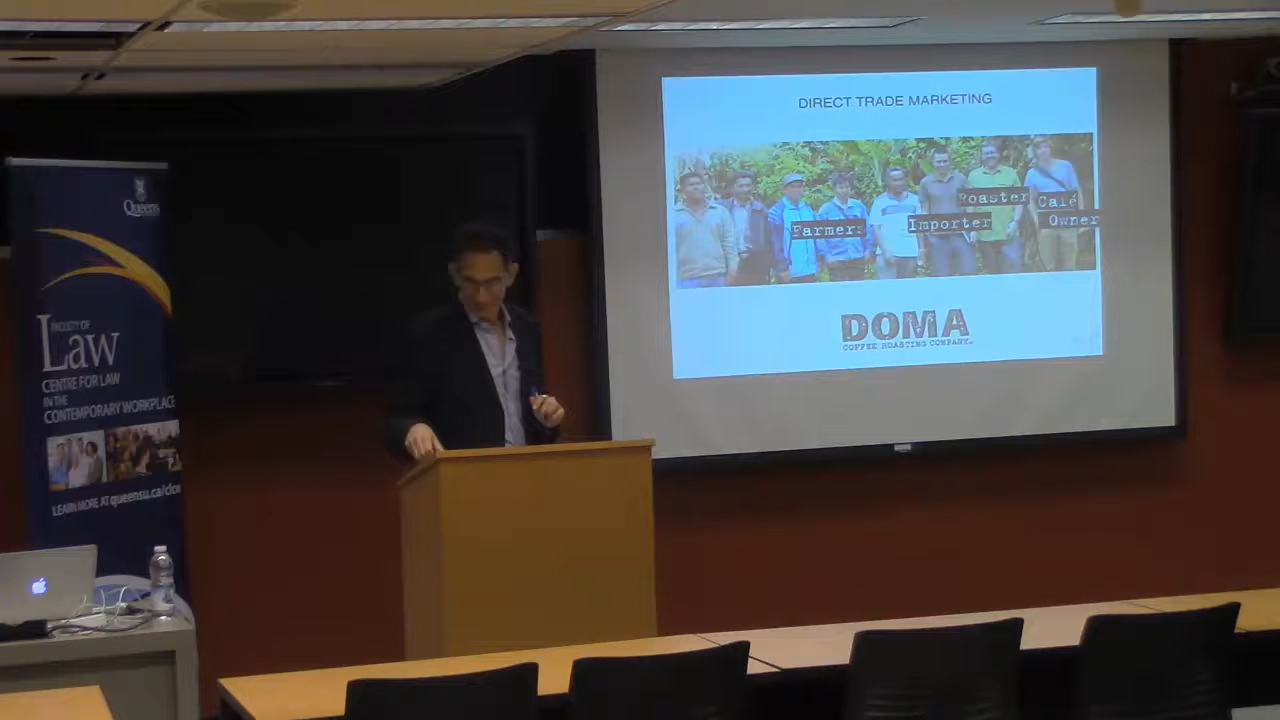 Queen's
FACULTY OF
Law
CENTRE FOR LAW
IN THE
CONTEMPORARY WORKPLACE
LEARN MORE AT queensu.ca/clcw
DIRECT TRADE MARKETING
Farmers
Importer
Roaster
Café
Owner
DOMA
COFFEE ROASTING COMPANY